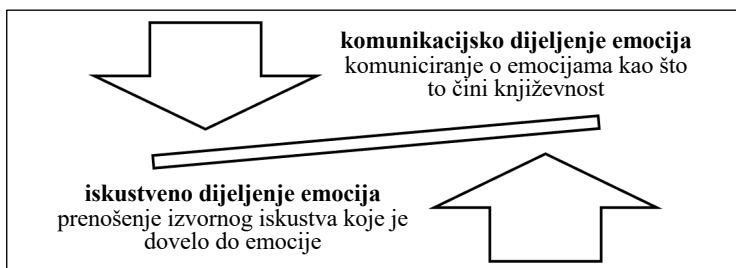 komunikacijsko dijeljenje emocija
komuniciranje o emocijama kao što
to čini književnost
iskustveno dijeljenje emocija
prenošenje izvornog iskustva koje je
dovelo do emocije